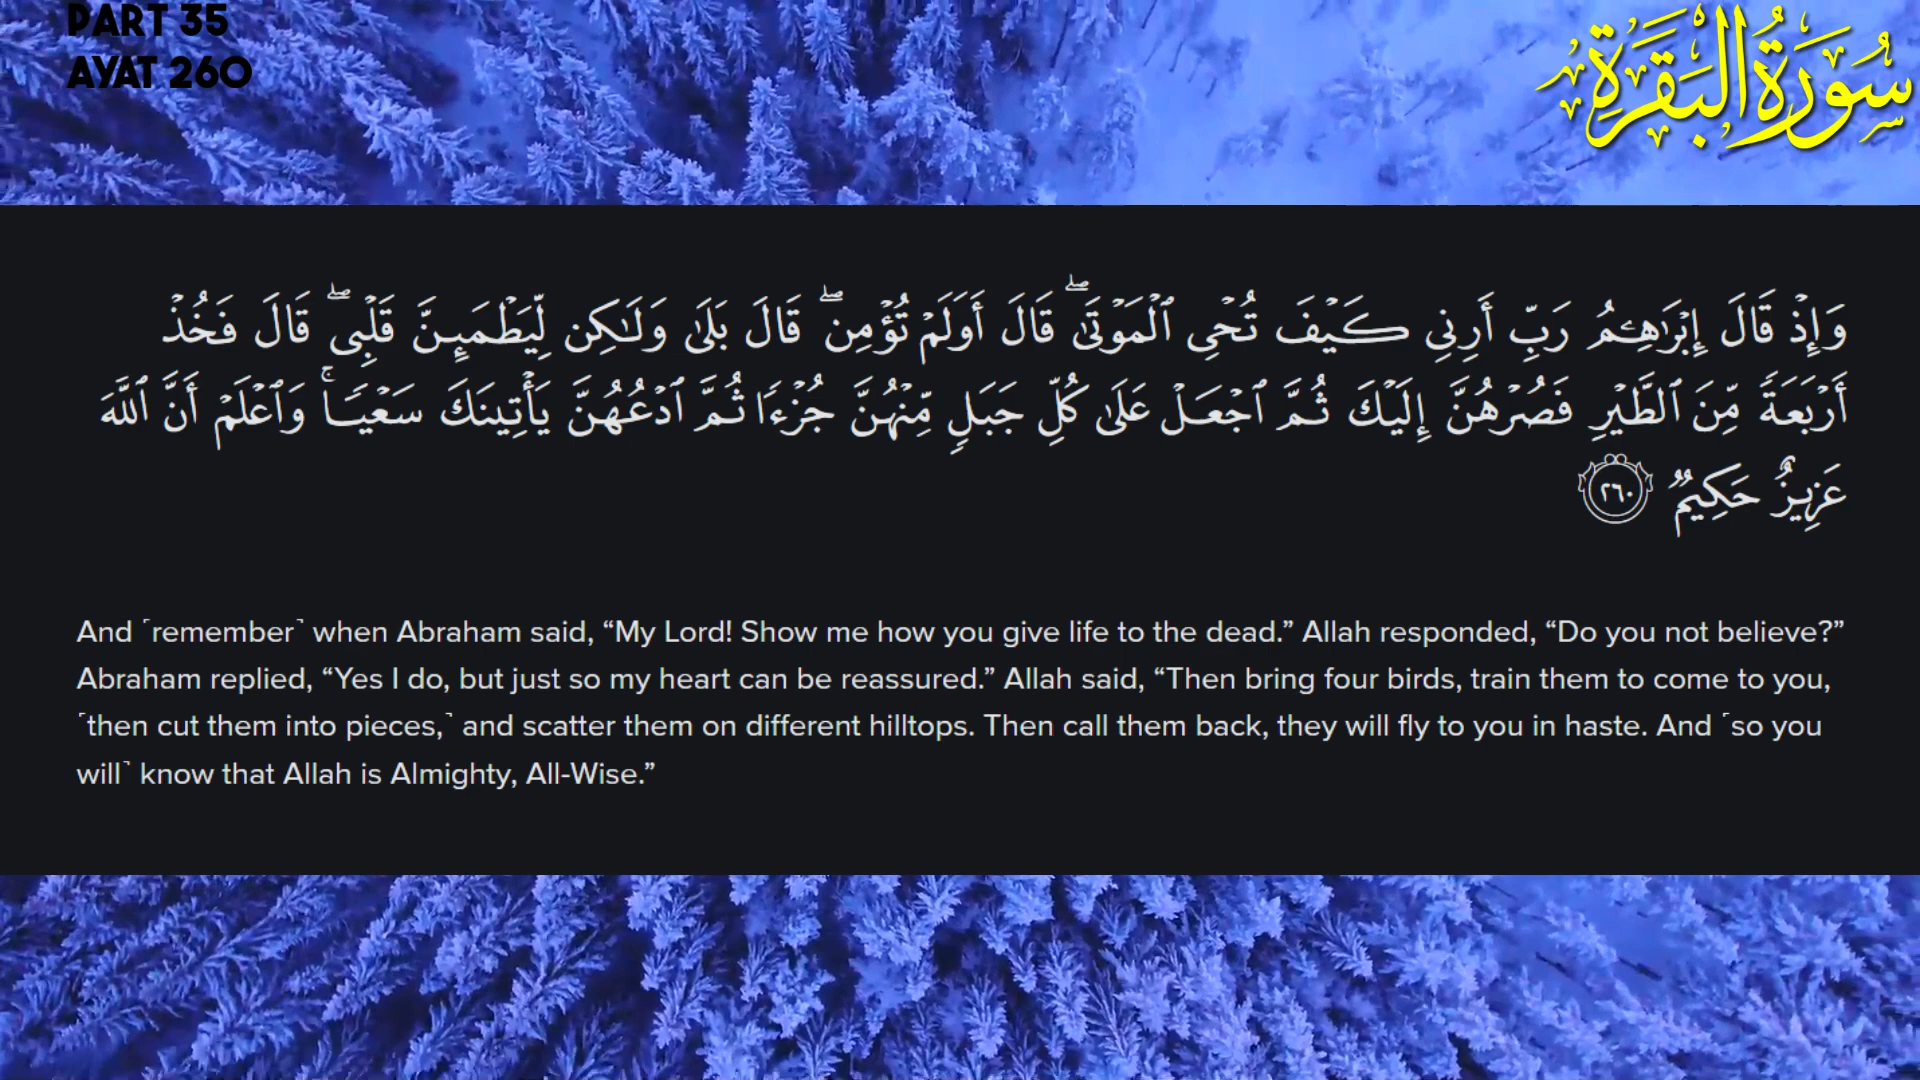 PART 35
AYAT 260
سُورَةُ الْبَقَرَةِ
وَإِذْ قَالَ إِبْرَٰهِـۧمُ رَبِّ أَرِنِى كَيْفَ تُحْىِ ٱلْمَوْتَىٰ ۖ قَالَ أَوَلَمْ تُؤْمِن ۖ قَالَ بَلَىٰ وَلَـٰكِن لِّيَطْمَئِنَّ قَلْبِى ۖ قَالَ فَخُذْ
أَرْبَعَةً مِّنَ ٱلطَّيْرِ فَصُرْهُنَّ إِلَيْكَ ثُمَّ ٱجْعَلْ عَلَىٰ كُلِّ جَبَلٍ مِّنْهُنَّ جُزْءًا ثُمَّ ٱدْعُهُنَّ يَأْتِينَكَ سَعْيًا ۚ وَٱعْلَمْ أَنَّ ٱللَّهَ
عَزِيزٌ حَكِيمٌ ٢٦٠
And ˹remember˺ when Abraham said, “My Lord! Show me how you give life to the dead.” Allah responded, “Do you not believe?”
Abraham replied, “Yes I do, but just so my heart can be reassured.” Allah said, “Then bring four birds, train them to come to you,
˹then cut them into pieces,˺ and scatter them on different hilltops. Then call them back, they will fly to you in haste. And ˹so you
will˺ know that Allah is Almighty, All-Wise.”